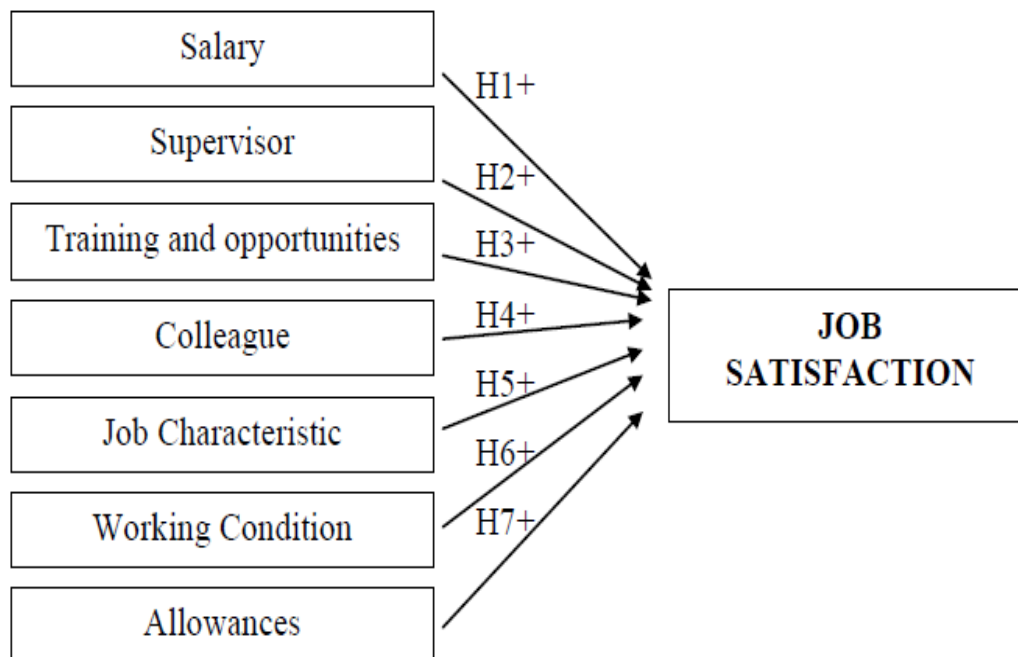 Salary
H1+
Supervisor
H2+
Training and opportunities
H3+
Colleague
H4+
JOB
SATISFACTION
Job Characteristic
H5+
Working Condition
H6+
Allowances
H7+